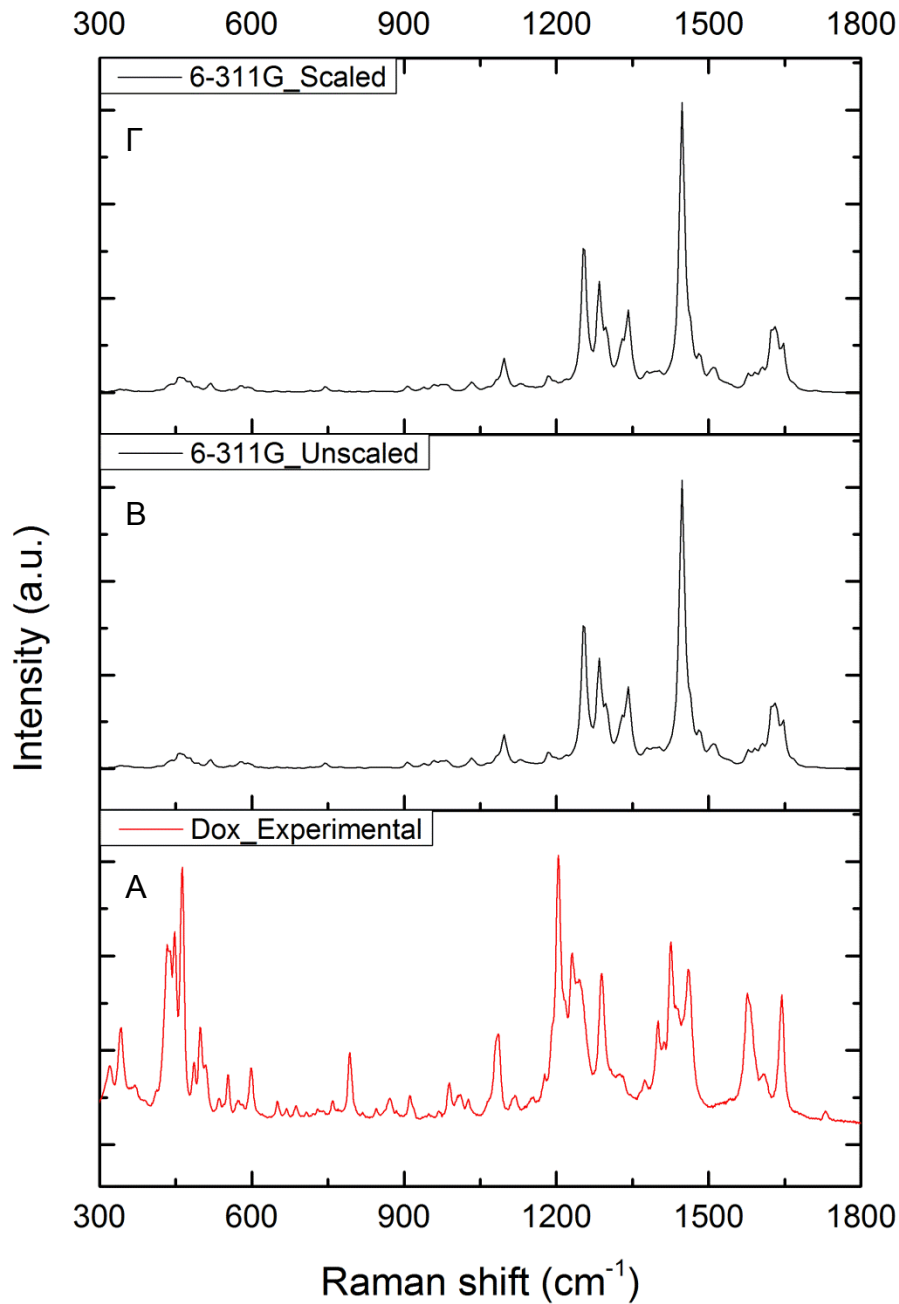 300 600 900 1200 1500 1800
6-311G_Scaled
Γ
6-311G_Unscaled
B
Dox_Experimental
A
Intensity (a.u.)
300 600 900 1200 1500 1800
Raman shift (cm⁻¹)